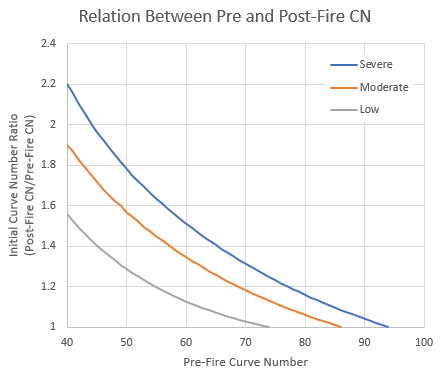 Relation Between Pre and Post-Fire CN
Initial Curve Number Ratio
(Post-Fire CN/Pre-Fire CN)
2.4
2.2
2
1.8
1.6
1.4
1.2
1
Severe
Moderate
Low
40 50 60 70 80 90 100
Pre-Fire Curve Number